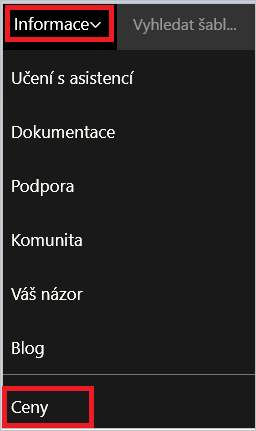 Informace
Vyhledat šabl...
Učení s asistencí
Dokumentace
Podpora
Komunita
Váš názor
Blog
Ceny